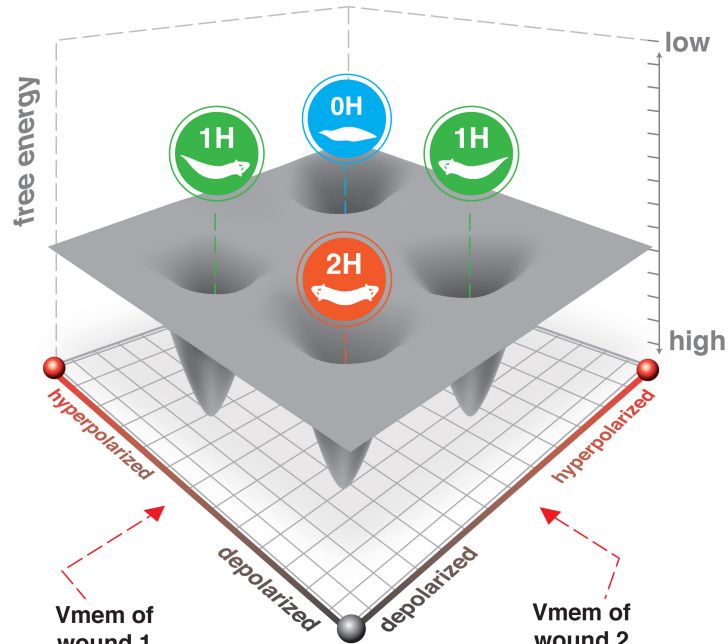 low
free energy
0H
1H
1H
2H
high
hyperpolarized
hyperpolarized
depolarized
depolarized
Vmem of
wound 1
Vmem of
wound 2